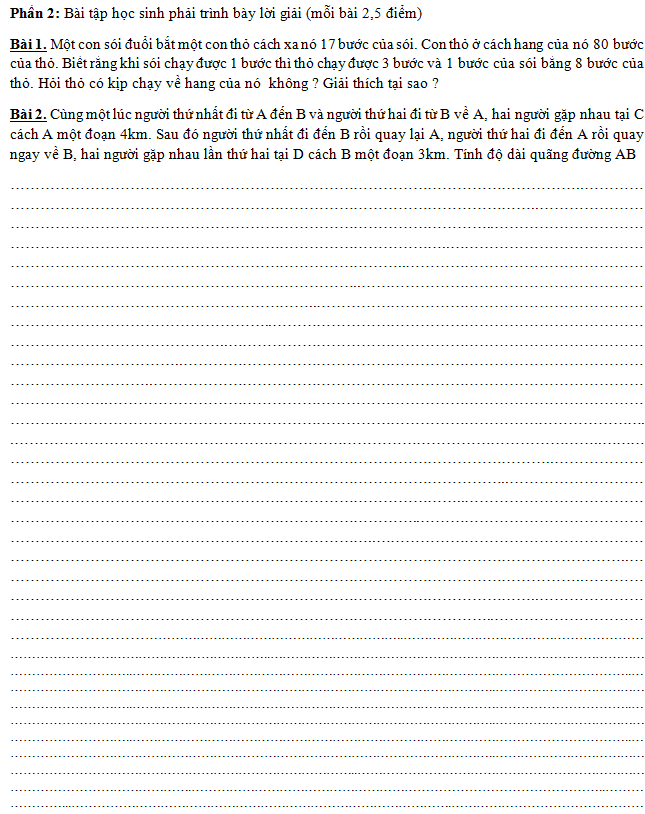 Phần 2: Bài tập học sinh phải trình bày lời giải (mỗi bài 2,5 điểm)
Bài 1. Một con sói đuổi bắt một con thỏ cách xa nó 17 bước của sói. Con thỏ ở cách hang của nó 80 bước
của thỏ. Biết rằng khi sói chạy được 1 bước thì thỏ chạy được 3 bước và 1 bước của sói bằng 8 bước của
thỏ. Hỏi thỏ có kịp chạy về hang của nó không ? Giải thích tại sao ?
Bài 2. Cùng một lúc người thứ nhất đi từ A đến B và người thứ hai đi từ B về A, hai người gặp nhau tại C
cách A một đoạn 4km. Sau đó người thứ nhất đi đến B rồi quay lại A, người thứ hai đi đến A rồi quay
ngay về B, hai người gặp nhau lần thứ hai tại D cách B một đoạn 3km. Tính độ dài quãng đường AB